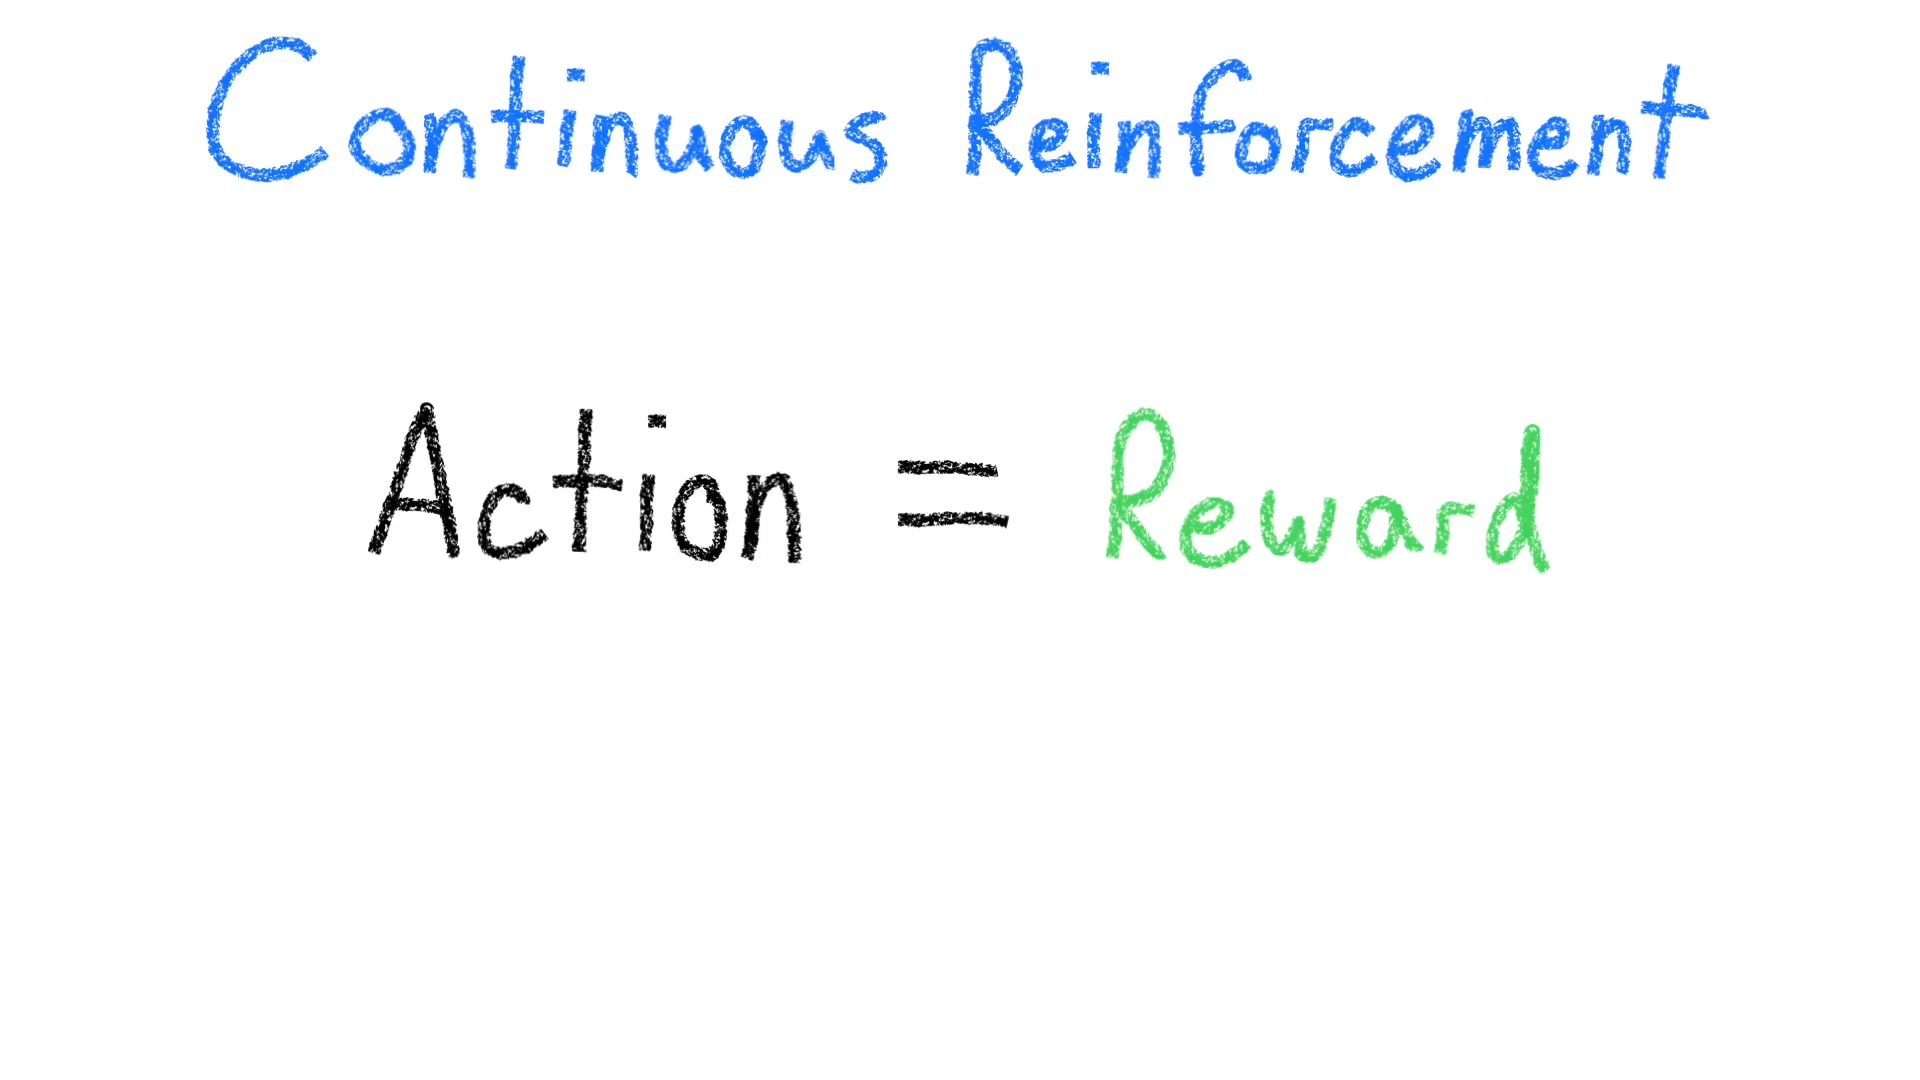 Continuous Reinforcement
Action = Reward